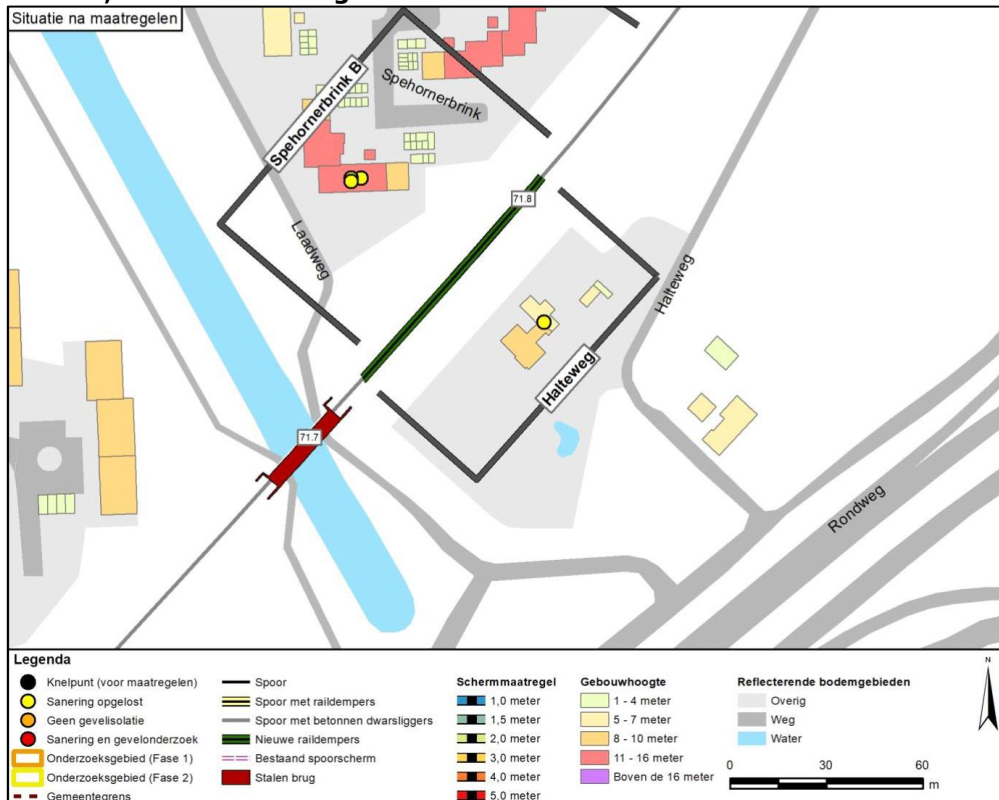 Situatie na maatregelen
Spehornerbrink B
Spehornerbrink
71.8
Laadweg
Halteweg
Halteweg
71.7
Rondweg
Legenda
Knelpunt (voor maatregelen)
Sanering opgelost
Geen gevelisolatie
Sanering en gevelonderzoek
Onderzoeksgebied (Fase 1)
Onderzoeksgebied (Fase 2)
Gemeentegrens
Spoor
Spoor met raildempers
Spoor met betonnen dwarsliggers
Nieuwe raildempers
Bestaand spoorscherm
Stalen brug
Schermmaatregel
1,0 meter
1,5 meter
2,0 meter
3,0 meter
4,0 meter
5,0 meter
Gebouwhoogte
1 - 4 meter
5 - 7 meter
8 - 10 meter
11 - 16 meter
Boven de 16 meter
Reflecterende bodemgebieden
Overig
Weg
Water
N
0 30 60
m